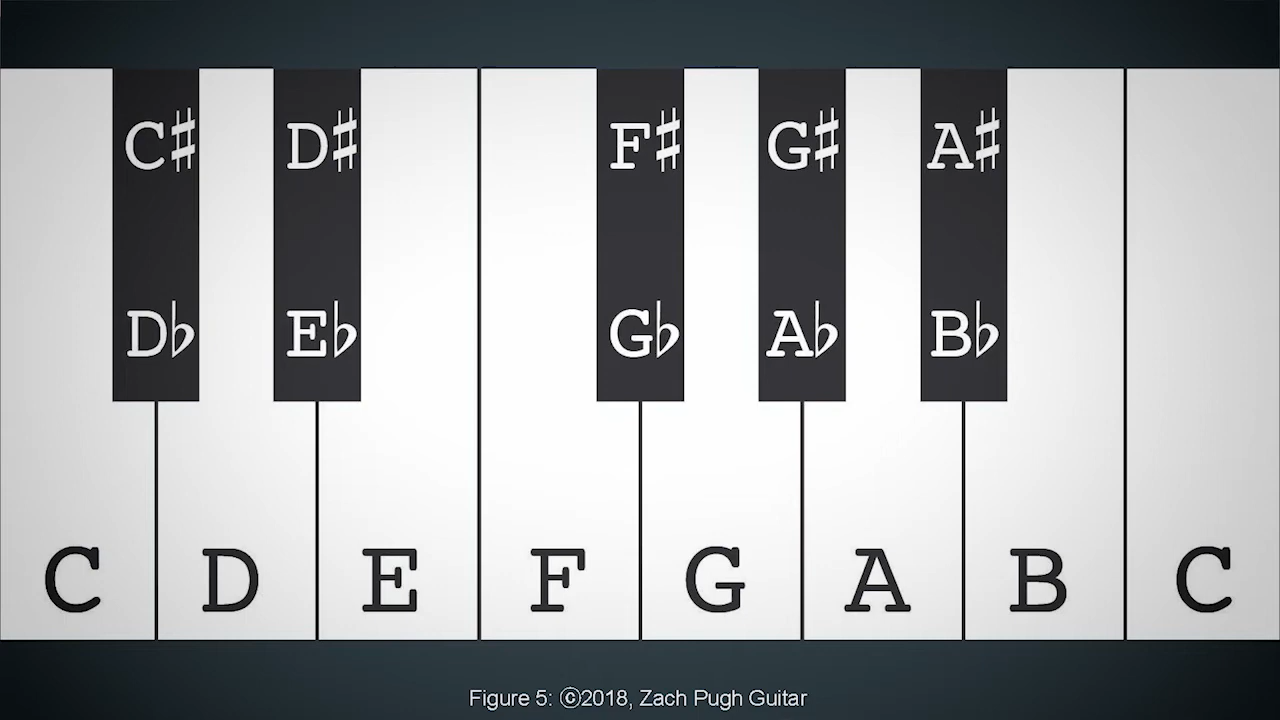 C♯ D♯ F♯ G♯ A♯
D♭ E♭ G♭ A♭ B♭
C D E F G A B C
Figure 5: ©2018, Zach Pugh Guitar